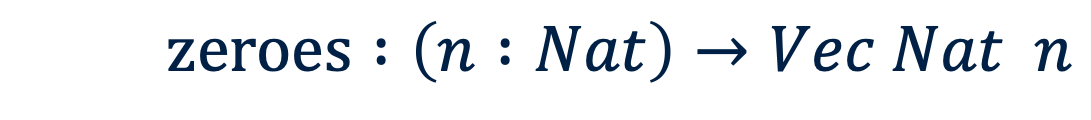 zeroes : (n : Nat) → Vec Nat n